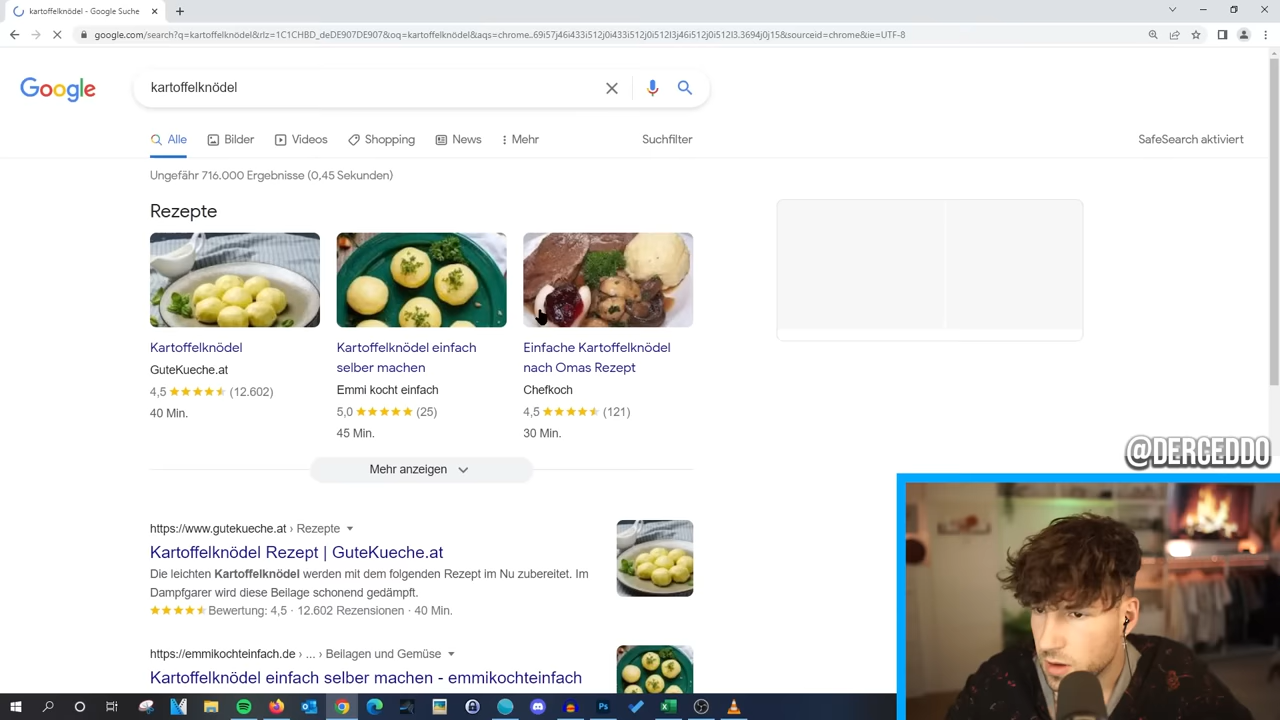 kartoffelknödel - Google Suche
google.com/search?q=kartoffelknödel&rlz=1C1CHBD_deDE907DE907&oq=kartoffelknödel&aqs=chrome..69i57j46i433i512j0i433i512j0i512l3j46i512j0i512l3.3694j0j15&sourceid=chrome&ie=UTF-8
Google
kartoffelknödel
Alle
Bilder
Videos
Shopping
News
Mehr
Suchfilter
SafeSearch aktiviert
Ungefähr 716.000 Ergebnisse (0,45 Sekunden)
Rezepte
Kartoffelknödel
GuteKueche.at
4,5 (12.602)
40 Min.
Kartoffelknödel einfach
selber machen
Emmi kocht einfach
5,0 (25)
45 Min.
Einfache Kartoffelknödel
nach Omas Rezept
Chefkoch
4,5 (121)
30 Min.
Mehr anzeigen
@DERCEDDO
https://www.gutekueche.at › Rezepte
Kartoffelknödel Rezept | GuteKueche.at
Die leichten Kartoffelknödel werden mit dem folgenden Rezept im Nu zubereitet. Im
Dampfgarer wird diese Beilage schonend gedämpft.
Bewertung: 4,5 · 12.602 Rezensionen · 40 Min.
https://emmikochteinfach.de › ... › Beilagen und Gemüse
Kartoffelknödel einfach selber machen - emmikochteinfach